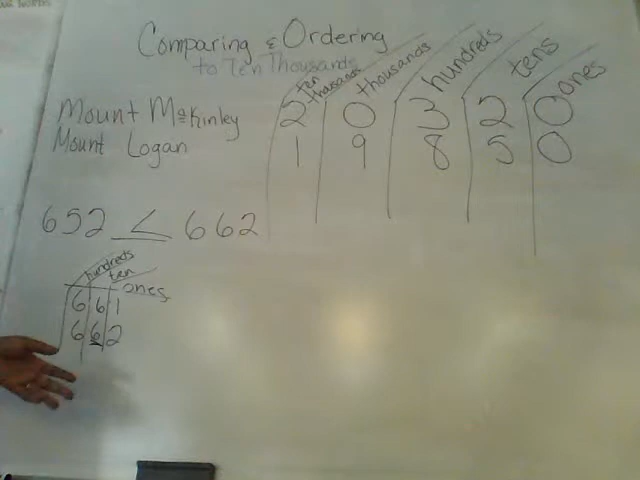 Comparing & Ordering
to Ten Thousands
ten thousands thousands hundreds tens ones
Mount McKinley 2 0 3 2 0
Mount Logan 1 9 8 5 0
652 < 662
hundreds ten ones
6 6 1
6 6 2